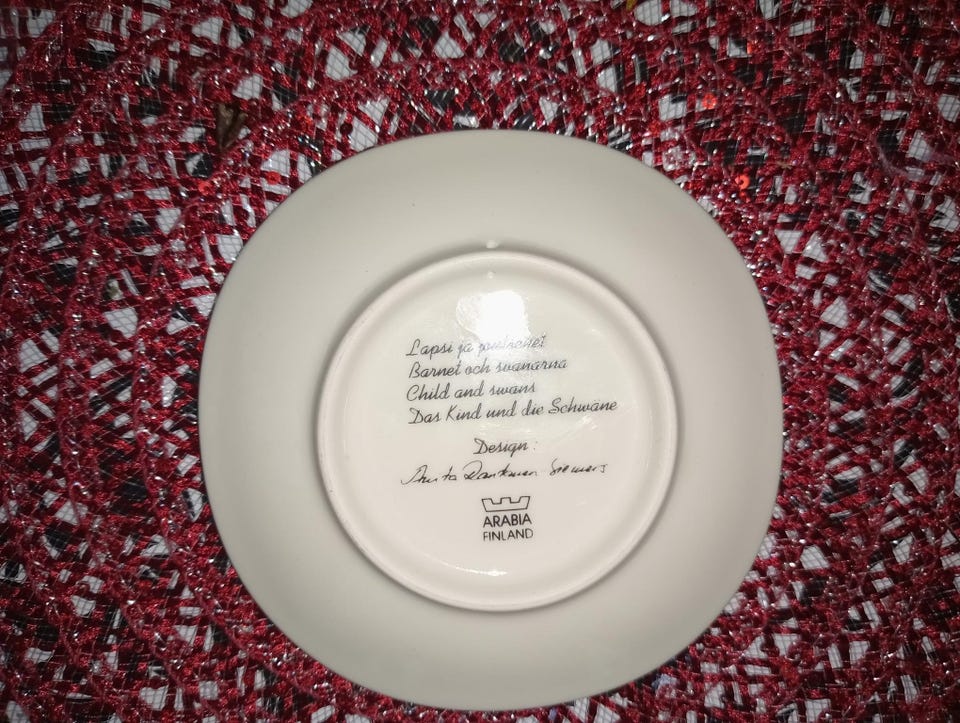 Lapsi ja joutsenet
Barnet och svanarna
Child and swans
Das Kind und die Schwäne
Design:
ARABIA
FINLAND